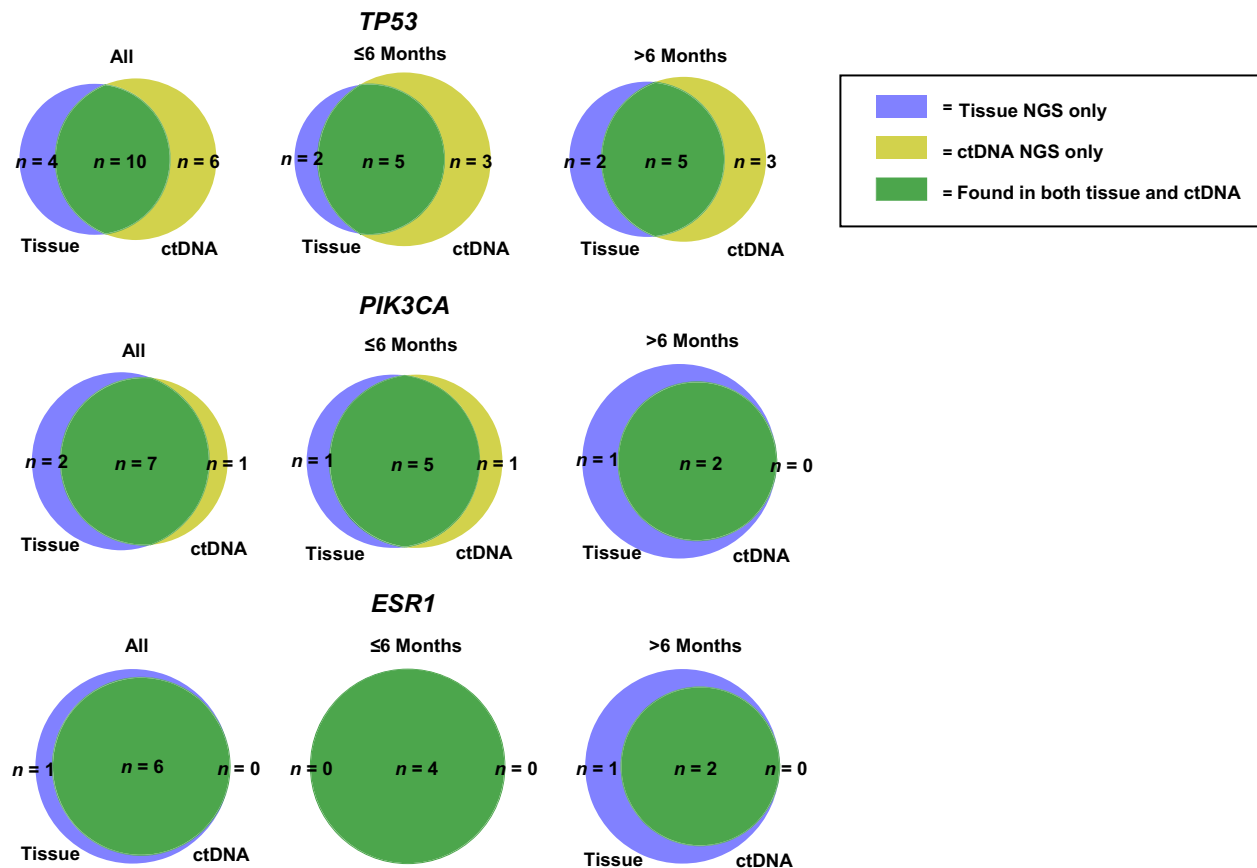 TP53
All
≤6 Months
>6 Months
n = 4
n = 10
n = 6
n = 2
n = 5
n = 3
n = 2
n = 5
n = 3
Tissue
ctDNA
Tissue
ctDNA
Tissue
ctDNA
= Tissue NGS only
= ctDNA NGS only
= Found in both tissue and ctDNA
PIK3CA
All
≤6 Months
>6 Months
n = 2
n = 7
n = 1
n = 1
n = 5
n = 1
n = 1
n = 2
n = 0
Tissue
ctDNA
Tissue
ctDNA
Tissue
ctDNA
ESR1
All
≤6 Months
>6 Months
n = 1
n = 6
n = 0
n = 0
n = 4
n = 0
n = 1
n = 2
n = 0
Tissue
ctDNA
Tissue
ctDNA